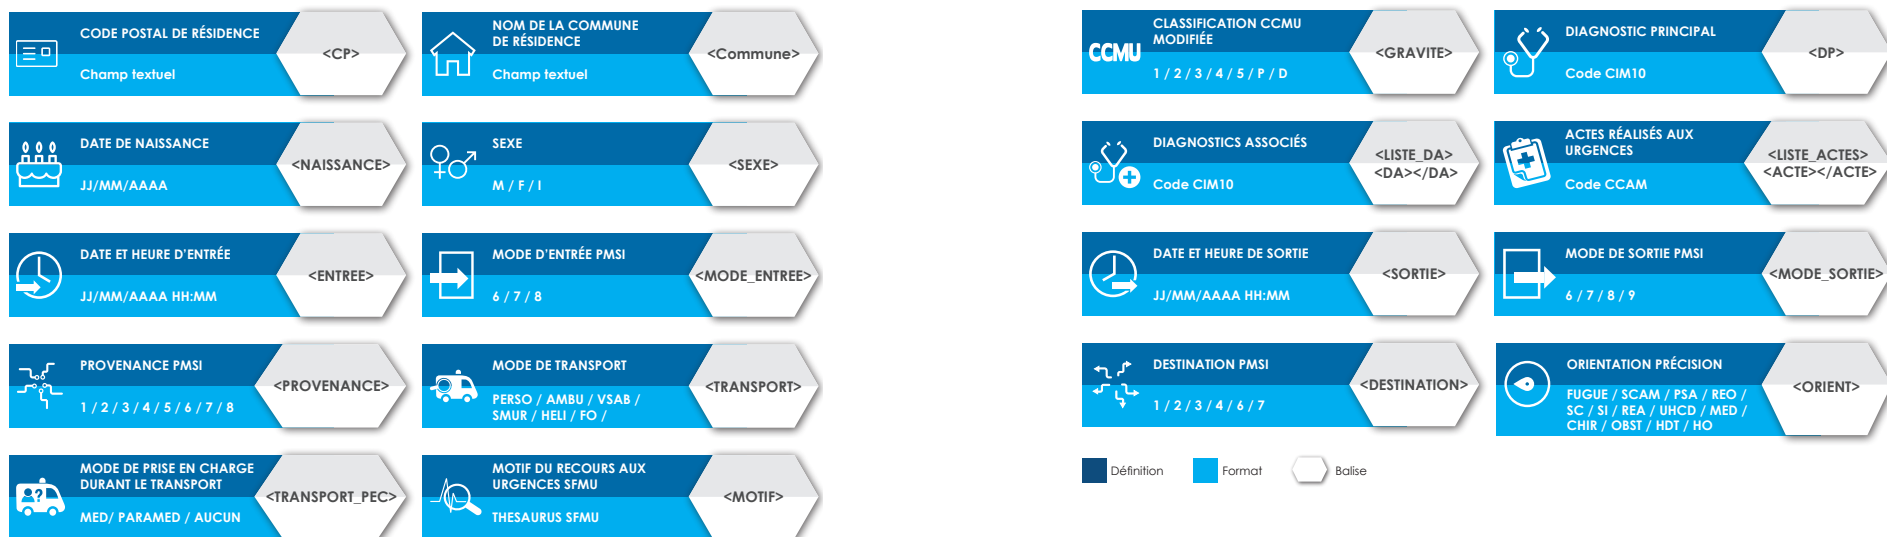 CODE POSTAL DE RÉSIDENCE
Champ textuel
<CP>
NOM DE LA COMMUNE
DE RÉSIDENCE
Champ textuel
<Commune>
DATE DE NAISSANCE
JJ/MM/AAAA
<NAISSANCE>
SEXE
M / F / I
<SEXE>
DATE ET HEURE D'ENTRÉE
JJ/MM/AAAA HH:MM
<ENTREE>
MODE D'ENTRÉE PMSI
6 / 7 / 8
<MODE_ENTREE>
PROVENANCE PMSI
1 / 2 / 3 / 4 / 5 / 6 / 7 / 8
<PROVENANCE>
MODE DE TRANSPORT
PERSO / AMBU / VSAB /
SMUR / HELI / FO /
<TRANSPORT>
MODE DE PRISE EN CHARGE
DURANT LE TRANSPORT
MED/ PARAMED / AUCUN
<TRANSPORT_PEC>
MOTIF DU RECOURS AUX
URGENCES SFMU
THESAURUS SFMU
<MOTIF>
CCMU
CLASSIFICATION CCMU
MODIFIÉE
1 / 2 / 3 / 4 / 5 / P / D
<GRAVITE>
DIAGNOSTIC PRINCIPAL
Code CIM10
<DP>
DIAGNOSTICS ASSOCIÉS
Code CIM10
<LISTE_DA>
<DA></DA>
ACTES RÉALISÉS AUX
URGENCES
Code CCAM
<LISTE_ACTES>
<ACTE></ACTE>
DATE ET HEURE DE SORTIE
JJ/MM/AAAA HH:MM
<SORTIE>
MODE DE SORTIE PMSI
6 / 7 / 8 / 9
<MODE_SORTIE>
DESTINATION PMSI
1 / 2 / 3 / 4 / 6 / 7
<DESTINATION>
ORIENTATION PRÉCISION
FUGUE / SCAM / PSA / REO /
SC / SI / REA / UHCD / MED /
CHIR / OBST / HDT / HO
<ORIENT>
Définition
Format
Balise